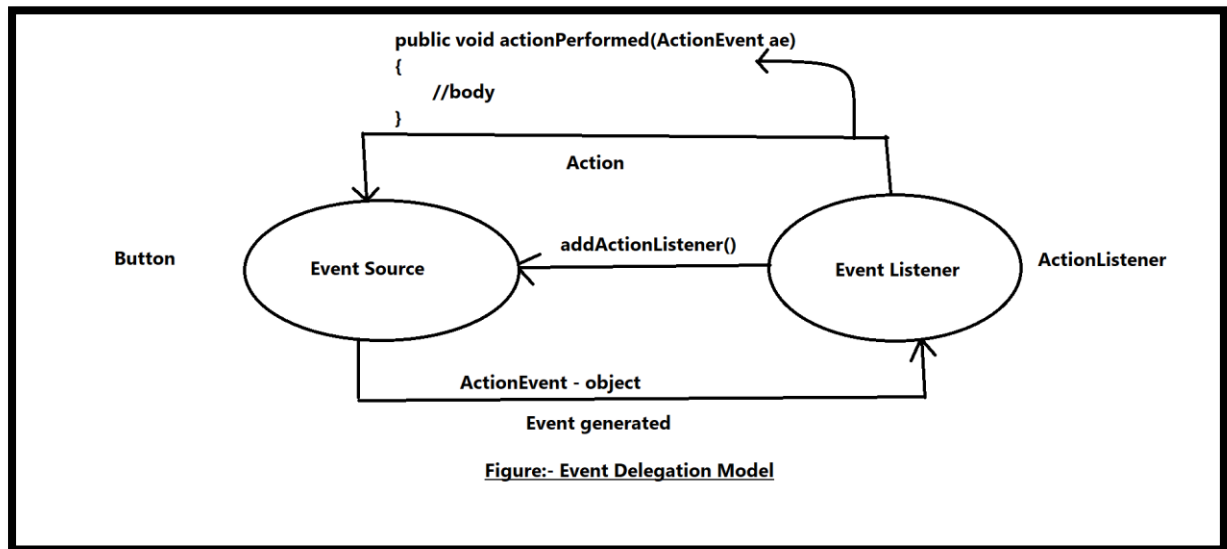 public void actionPerformed(ActionEvent ae)
{
//body
}
Action
Button
Event Source
addActionListener()
Event Listener
ActionListener
ActionEvent - object
Event generated
Figure:- Event Delegation Model